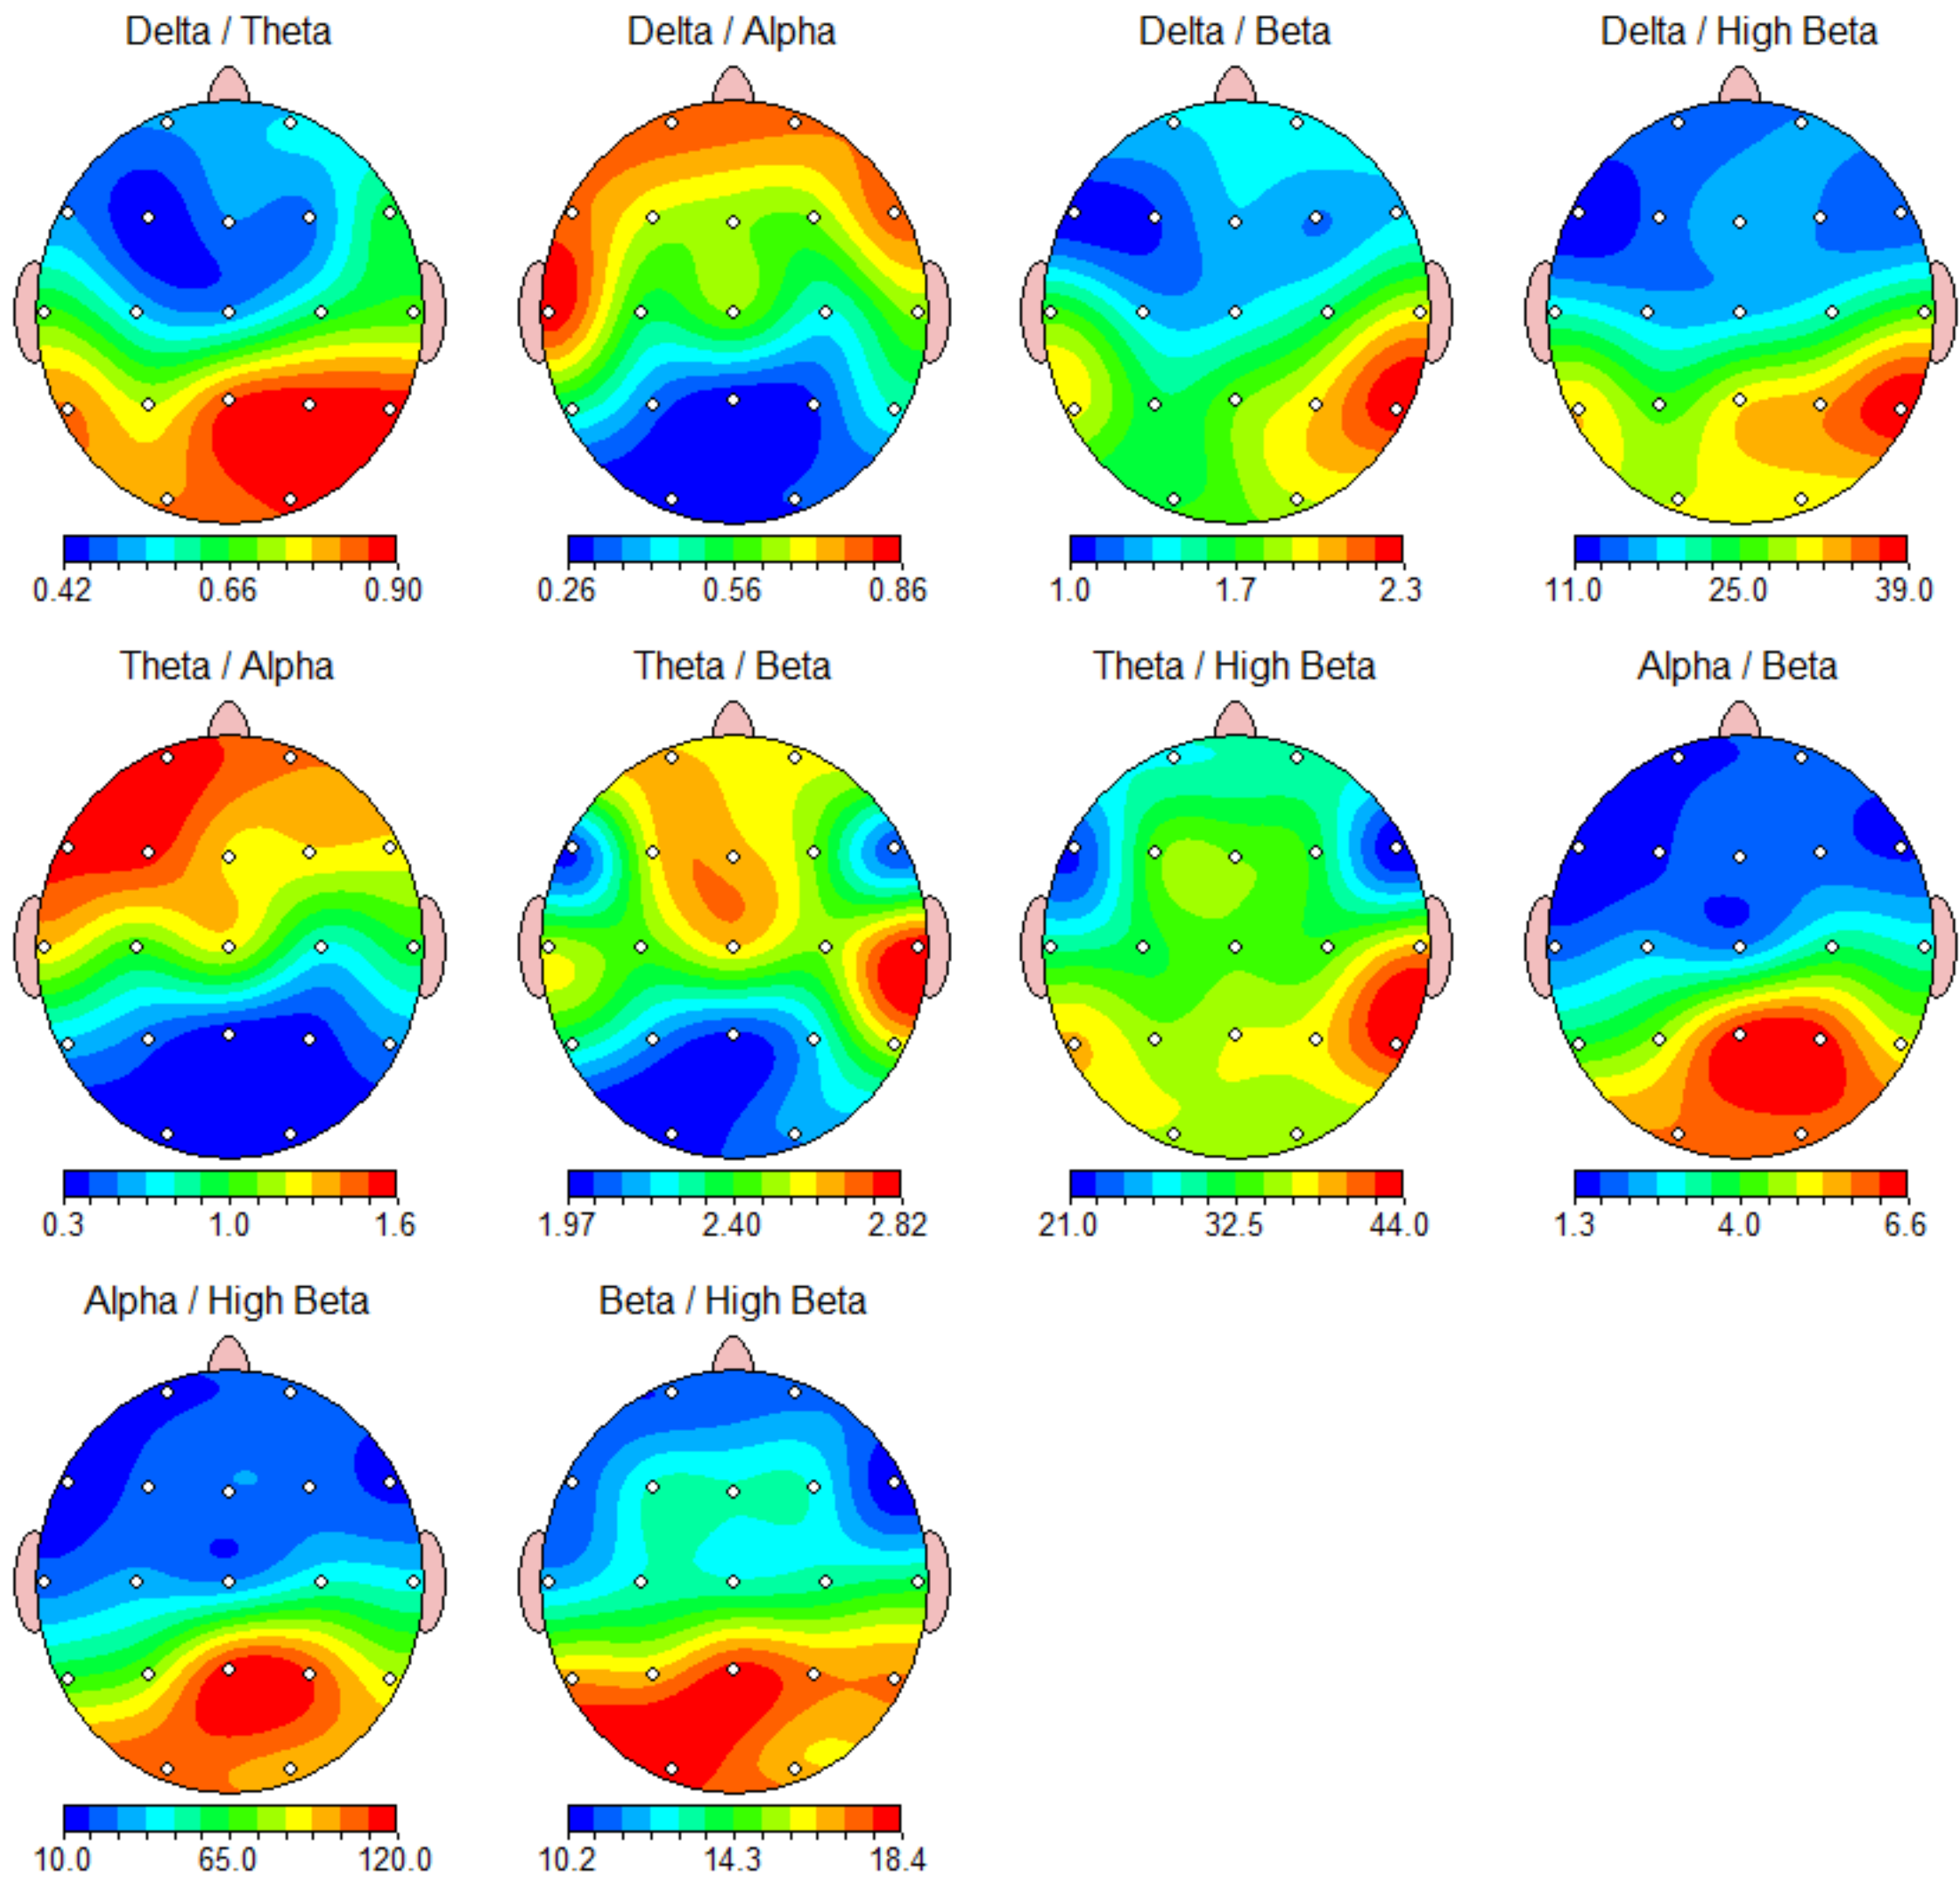 Delta / Theta
Delta / Alpha
Delta / Beta
Delta / High Beta
0.42 0.66 0.90
0.26 0.56 0.86
1.0 1.7 2.3
11.0 25.0 39.0
Theta / Alpha
Theta / Beta
Theta / High Beta
Alpha / Beta
0.3 1.0 1.6
1.97 2.40 2.82
21.0 32.5 44.0
1.3 4.0 6.6
Alpha / High Beta
Beta / High Beta
10.0 65.0 120.0
10.2 14.3 18.4